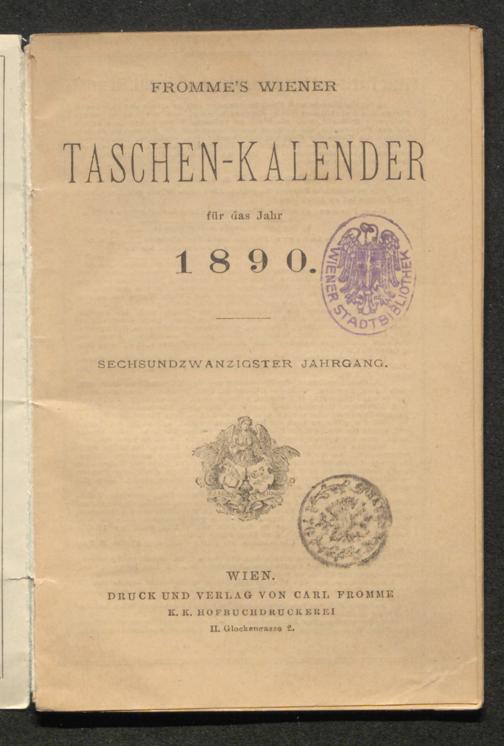 FROMME'S WIENER
TASCHEN-KALENDER
für das Jahr
1890.
WIENER STADTBIBLIOTHEK
SECHSUNDZWANZIGSTER JAHRGANG.
WIEN.
DRUCK UND VERLAG VON CARL FROMME
K. K. HOFBUCHDRUCKEREI
II. Glockengasse 2.